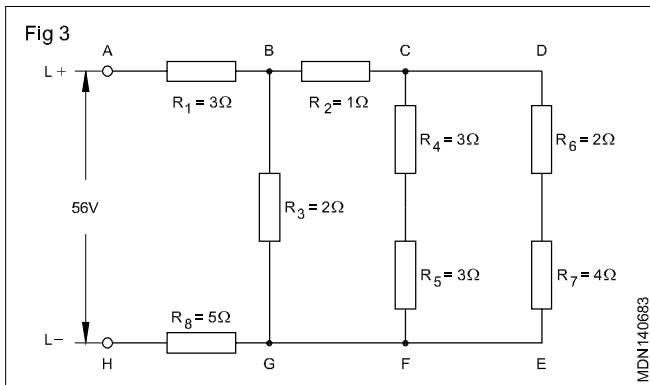 Fig 3
A B C D
L +
R1 = 3Ω
R2 = 1Ω
R4 = 3Ω
R6 = 2Ω
56V
R3 = 2Ω
R5 = 3Ω
R7 = 4Ω
R8 = 5Ω
L−
H G F E
MDN140683